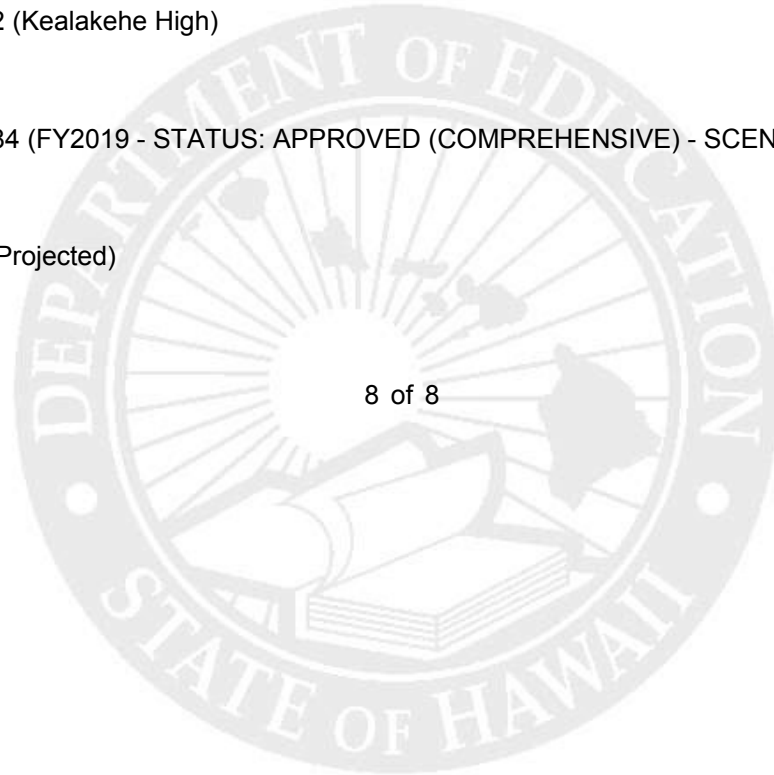 2 (Kealakehe High)
34 (FY2019 - STATUS: APPROVED (COMPREHENSIVE) - SCEN
Projected)
8 of 8
DEPARTMENT OF EDUCATION
STATE OF HAWAII